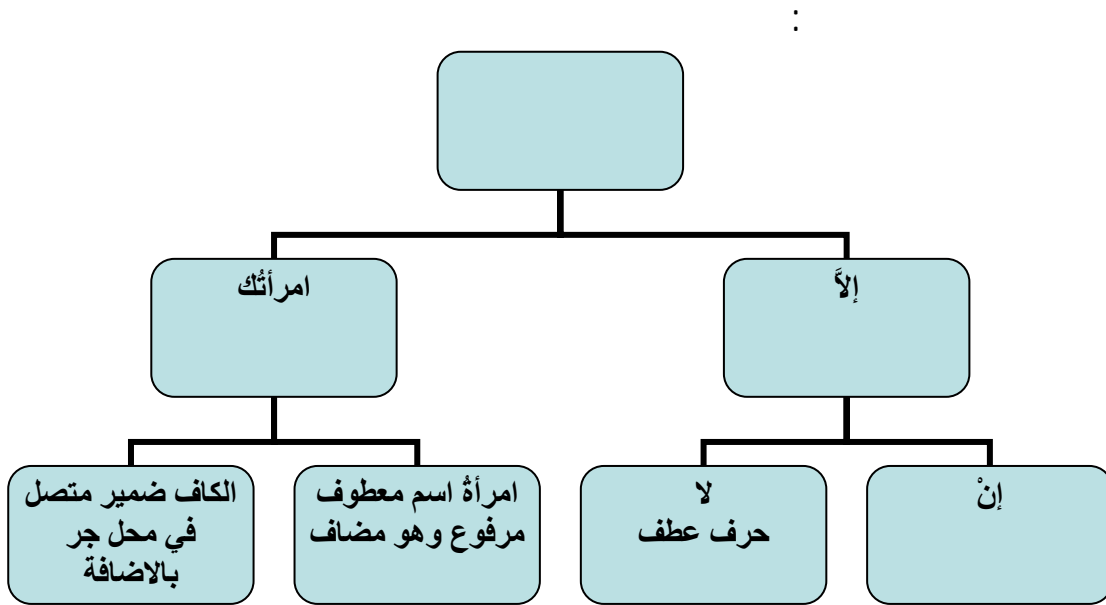 :
إلاَّ
امرأتُك
إنْ
لا
حرف عطف
امرأةُ اسم معطوف
مرفوع وهو مضاف
الكاف ضمير متصل
في محل جر
بالاضافة